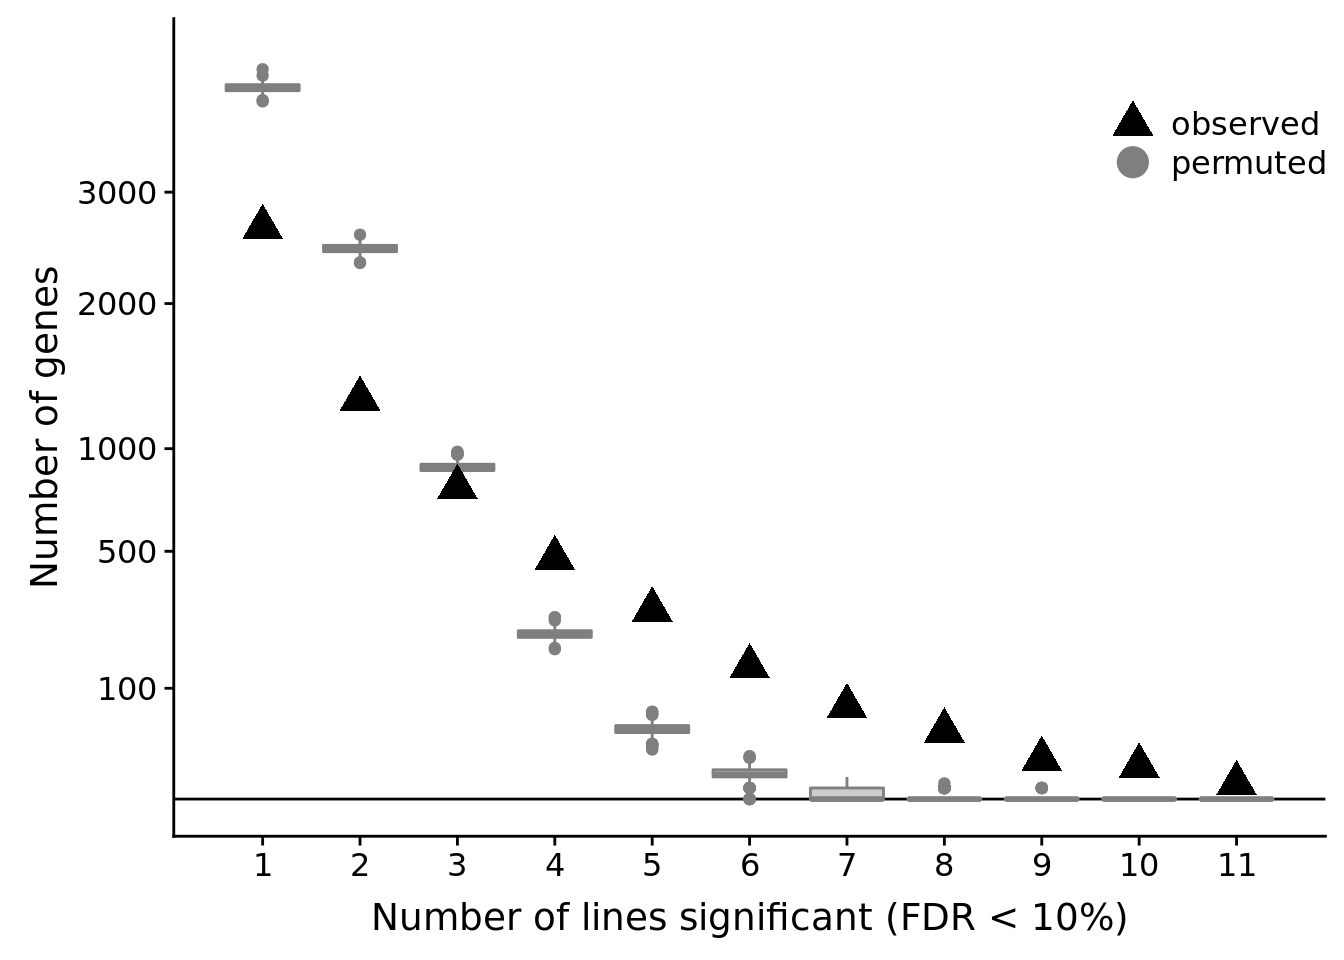 observed
permuted
3000
2000
1000
500
100
Number of genes
1 2 3 4 5 6 7 8 9 10 11
Number of lines significant (FDR < 10%)